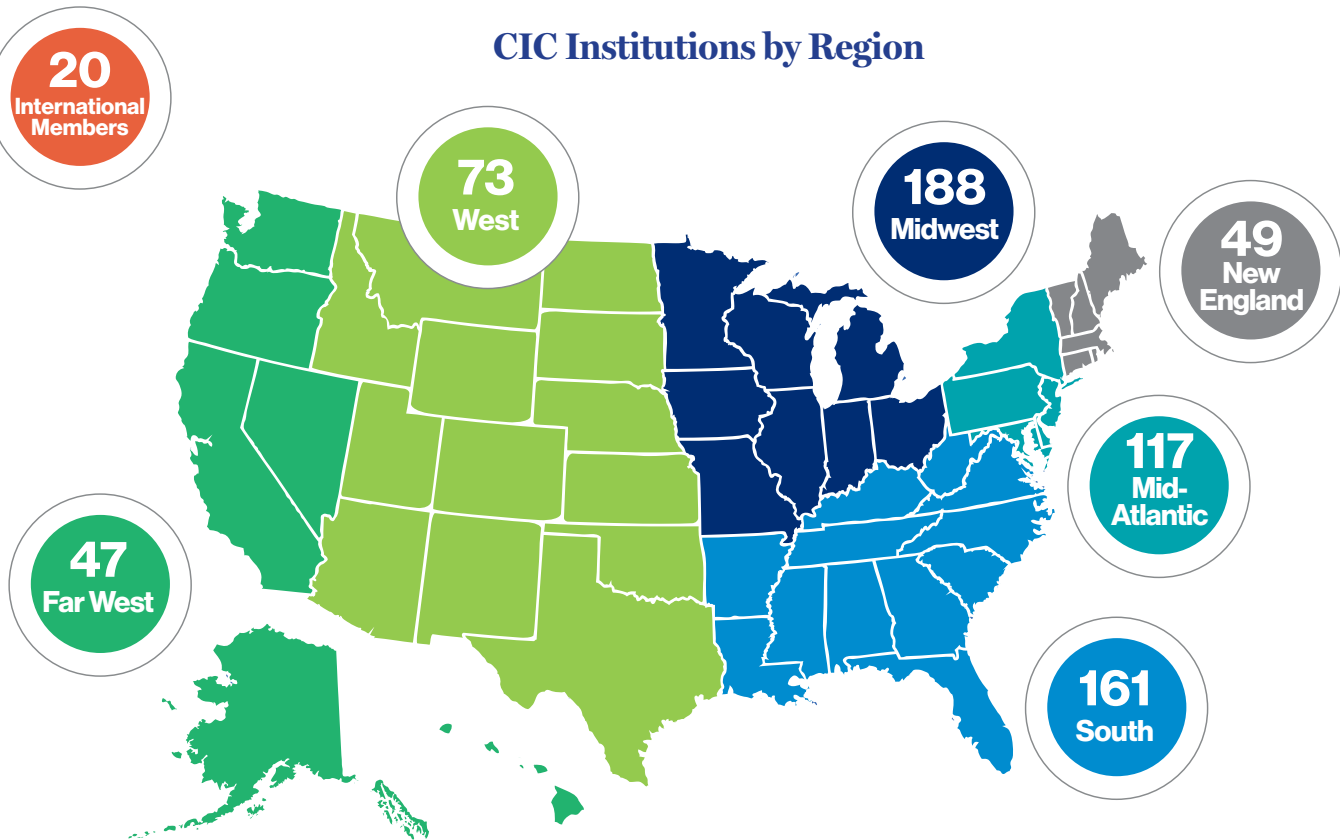 CIC Institutions by Region
20
International
Members
73
West
188
Midwest
49
New
England
117
Mid-
Atlantic
47
Far West
161
South